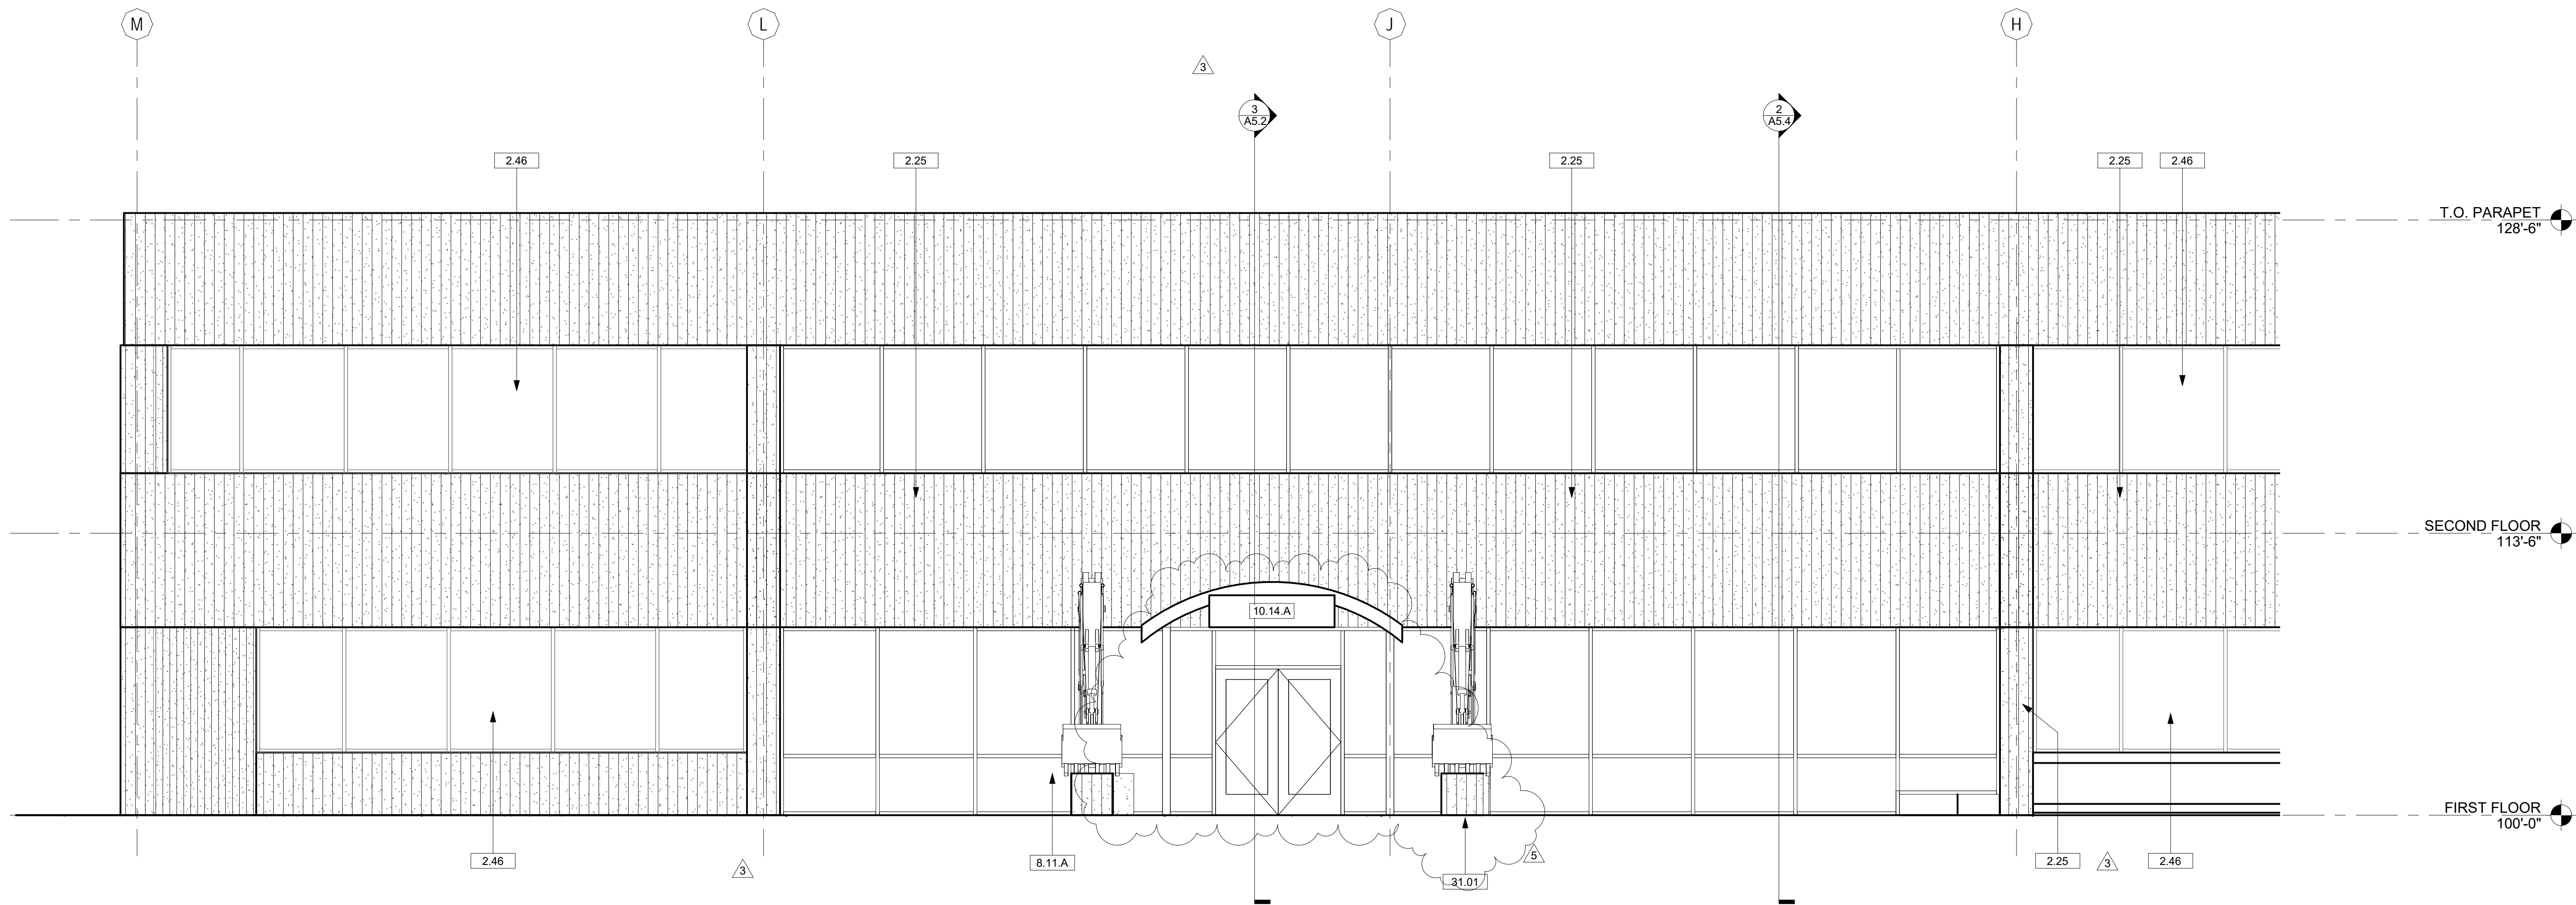 M
L
J
H
3
3
A5.2
2
A5.4
2.46
2.25
2.25
2.25
2.46
T.O. PARAPET
128'-6"
SECOND FLOOR
113'-6"
10.14.A
FIRST FLOOR
100'-0"
2.46
3
8.11.A
31.01
5
2.25
3
2.46